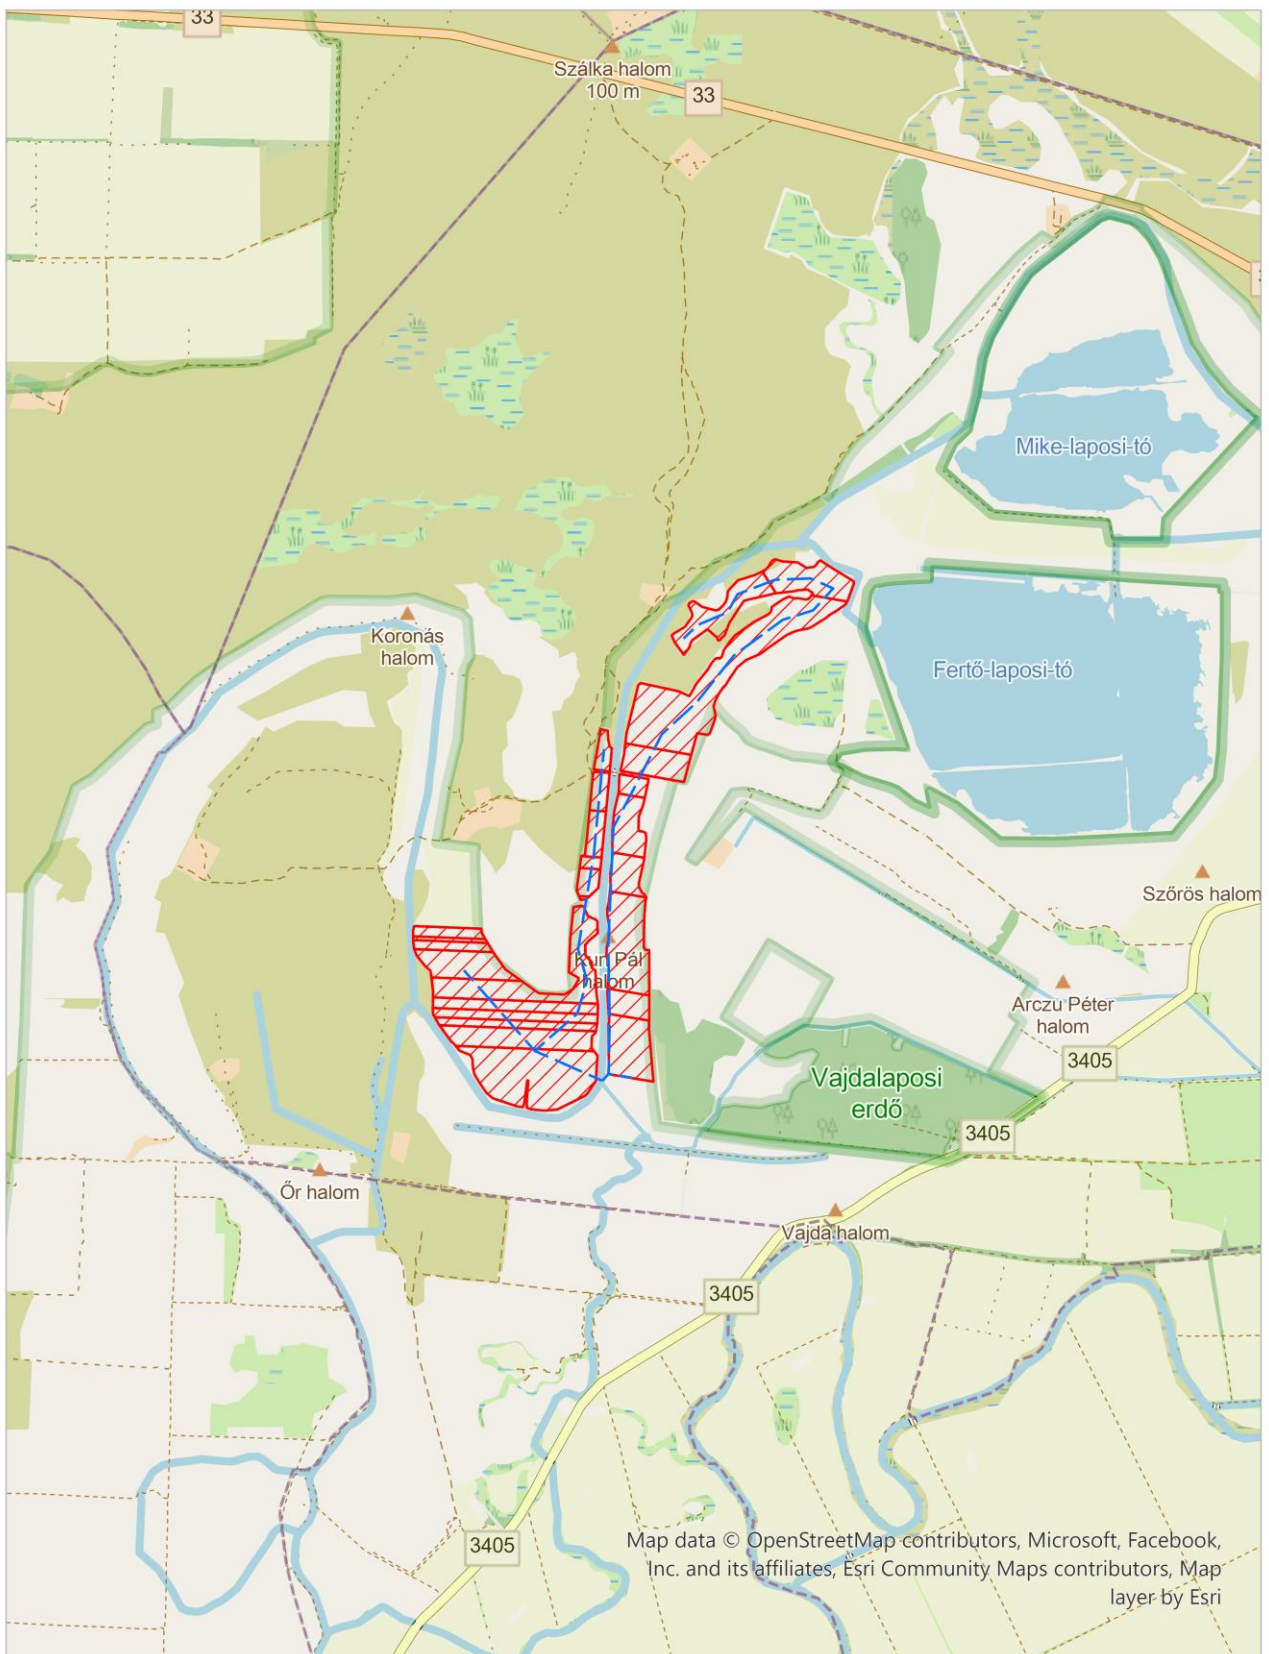 33
Szálka halom
100 m
33
Mike-laposi-tó
Koronás
halom
Fertő-laposi-tó
Szőrös halom
Kun Pál
halom
Arczu Péter
halom
3405
Vajdalaposi
erdő
3405
Őr halom
Vajda halom
3405
3405
Map data © OpenStreetMap contributors, Microsoft, Facebook,
Inc. and its affiliates, Esri Community Maps contributors, Map
layer by Esri